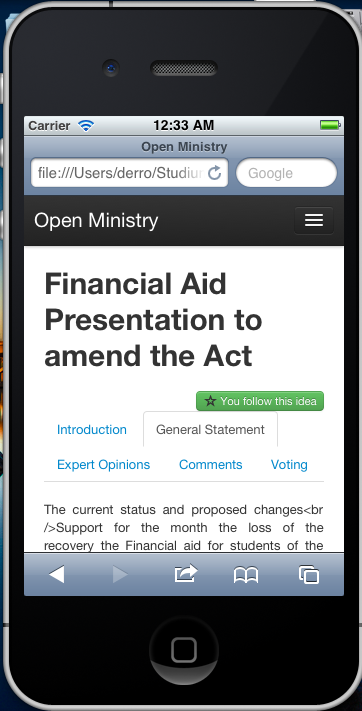 Carrier 12:33 AM
Open Ministry
file:///Users/derro/Studiun Google
Open Ministry
Financial Aid
Presentation to
amend the Act
You follow this idea
Introduction General Statement
Expert Opinions Comments Voting
The current status and proposed changes<br
/>Support for the month the loss of the
recovery the Financial aid for students of the